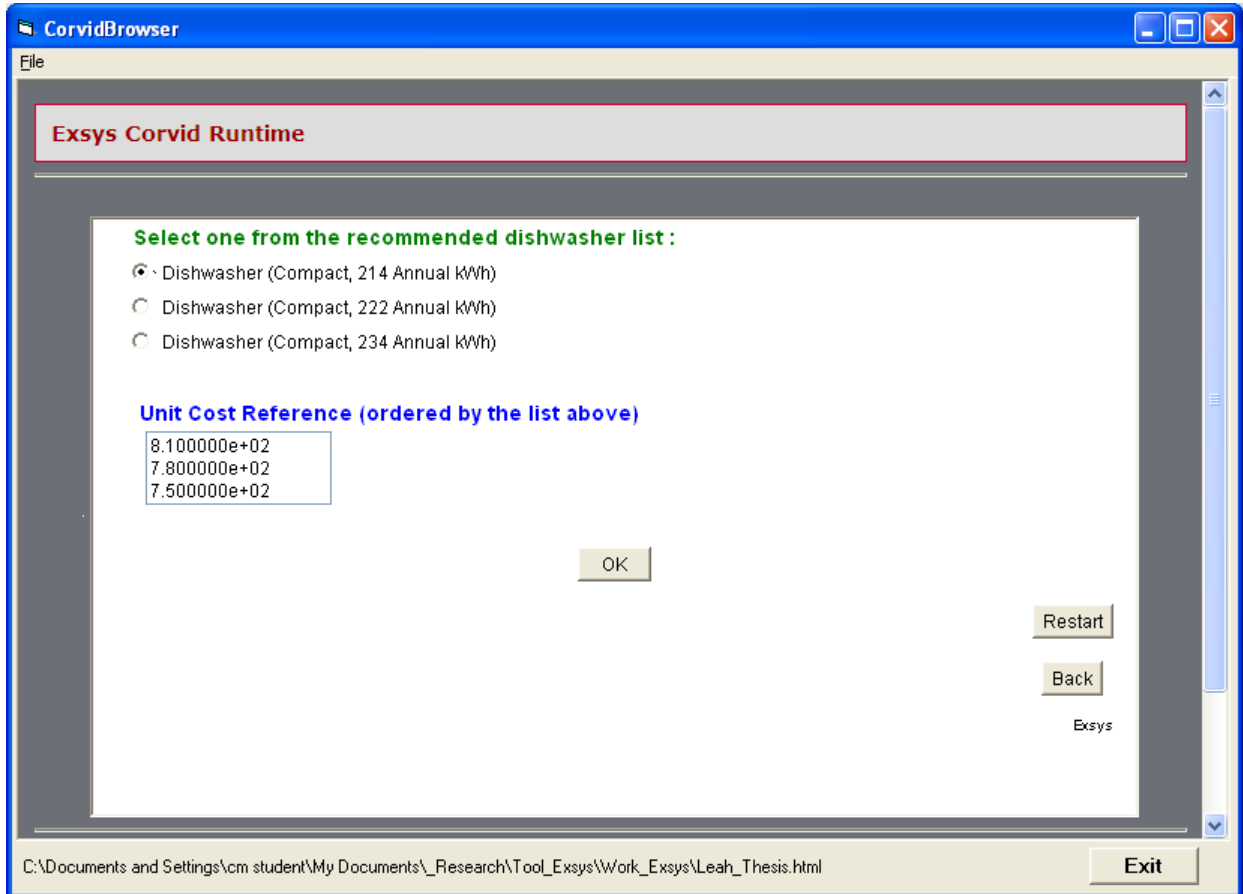 CorvidBrowser
File
Exsys Corvid Runtime
Select one from the recommended dishwasher list :
Dishwasher (Compact, 214 Annual kWh)
Dishwasher (Compact, 222 Annual kWh)
Dishwasher (Compact, 234 Annual kWh)
Unit Cost Reference (ordered by the list above)
8.100000e+02
7.800000e+02
7.500000e+02
OK
Restart
Back
Exsys
C:\Documents and Settings\cm student\My Documents\_Research\Tool_Exsys\Work_Exsys\Leah_Thesis.html
Exit